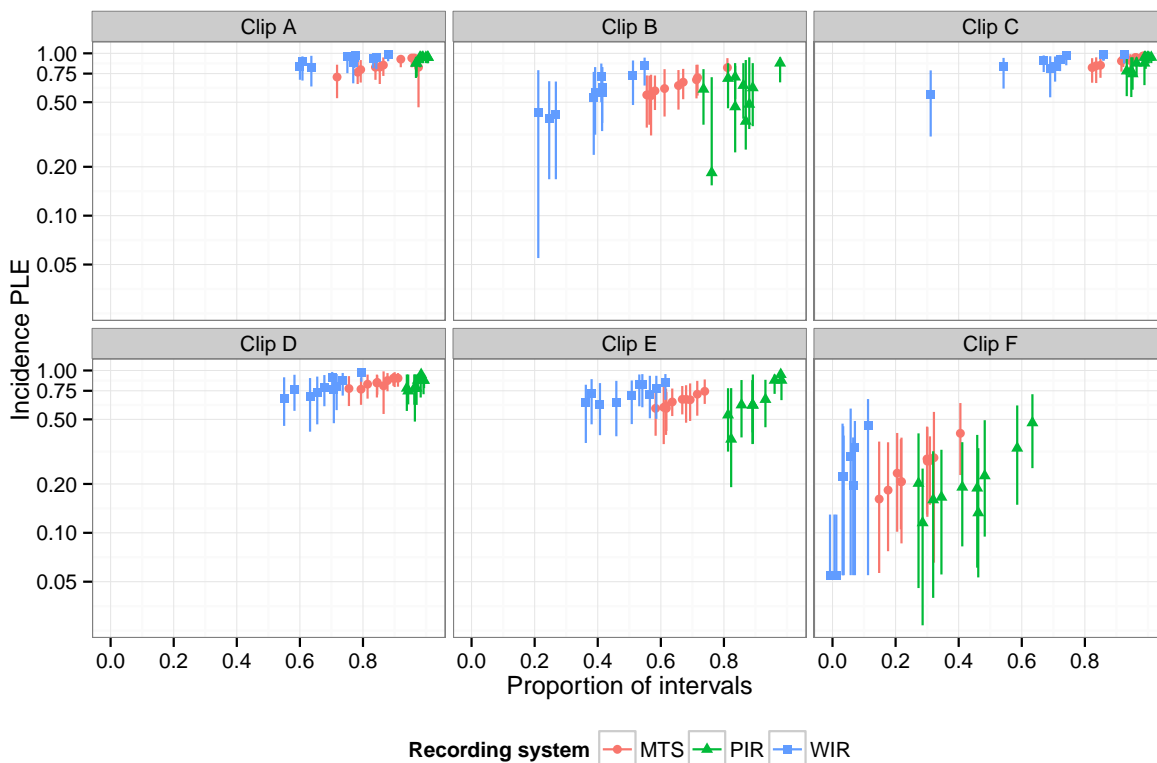 Clip A Clip B Clip C
1.00
0.75
0.50
0.20
0.10
0.05
Incidence PLE
Clip D Clip E Clip F
1.00
0.75
0.50
0.20
0.10
0.05
0.0 0.2 0.4 0.6 0.8 0.0 0.2 0.4 0.6 0.8 0.0 0.2 0.4 0.6 0.8
Proportion of intervals
Recording system MTS PIR WIR